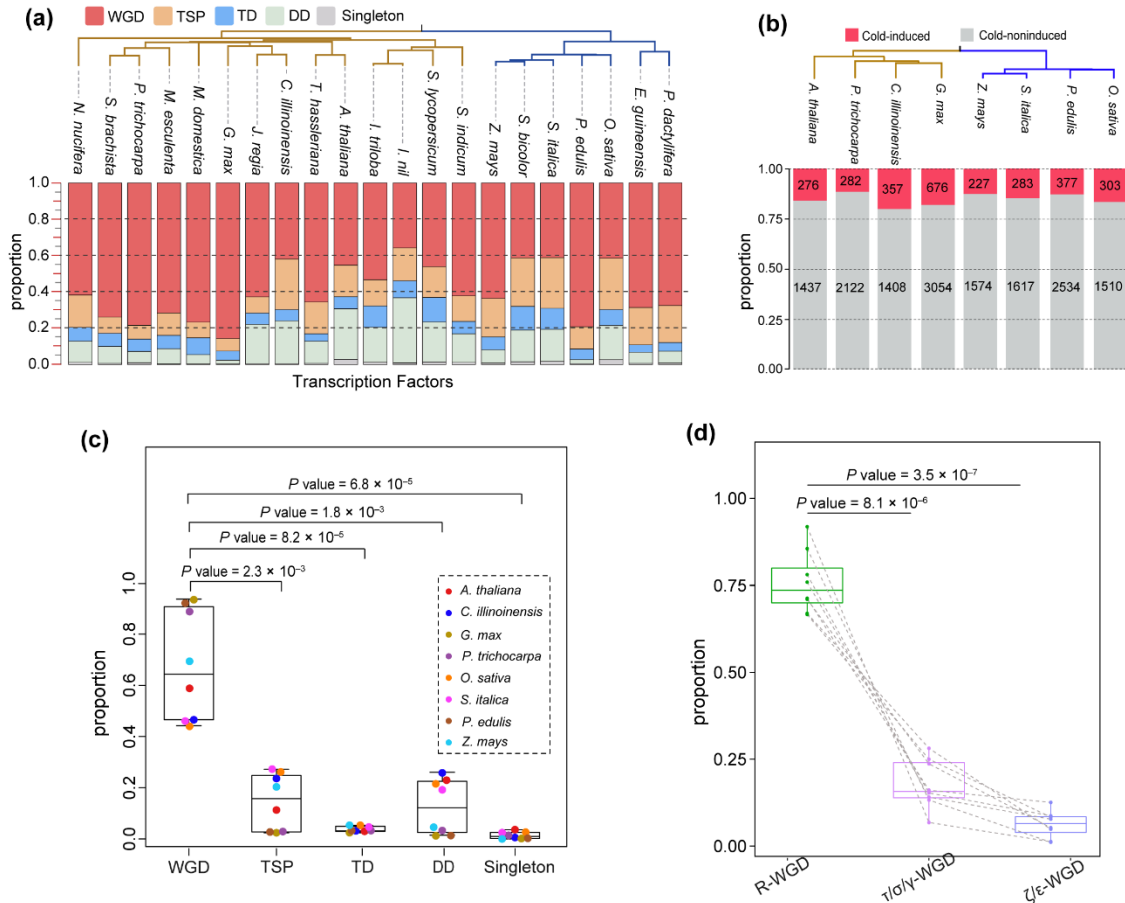 (a)
WGD TSP TD DD Singleton
N. nucifera
S. brachista
P. trichocarpa
M. esculenta
M. domestica
G. max
J. regia
C. illinoinensis
T. hassleriana
A. thaliana
I. triloba
I. nil
S. lycopersicum
S. indicum
Z. mays
S. bicolor
S. italica
P. edulis
O. sativa
E. guineensis
P. dactylifera
proportion
1.0
0.8
0.6
0.4
0.2
0.0
Transcription Factors
(b)
Cold-induced Cold-noninduced
A. thaliana
P. trichocarpa
C. illinoinensis
G. max
Z. mays
S. italica
P. edulis
O. sativa
proportion
1.00
0.75
0.50
0.25
0.00
276 282 357 676 227 283 377 303
1437 2122 1408 3054 1574 1617 2534 1510
(c)
P value = 6.8 × 10⁻⁵
P value = 1.8 × 10⁻³
P value = 8.2 × 10⁻⁵
P value = 2.3 × 10⁻³
proportion
1.0
0.8
0.6
0.4
0.2
0.0
A. thaliana
C. illinoinensis
G. max
P. trichocarpa
O. sativa
S. italica
P. edulis
Z. mays
WGD TSP TD DD Singleton
(d)
P value = 3.5 × 10⁻⁷
P value = 8.1 × 10⁻⁶
proportion
1.00
0.75
0.50
0.25
0.00
R-WGD
τ/σ/γ-WGD
ζ/ε-WGD